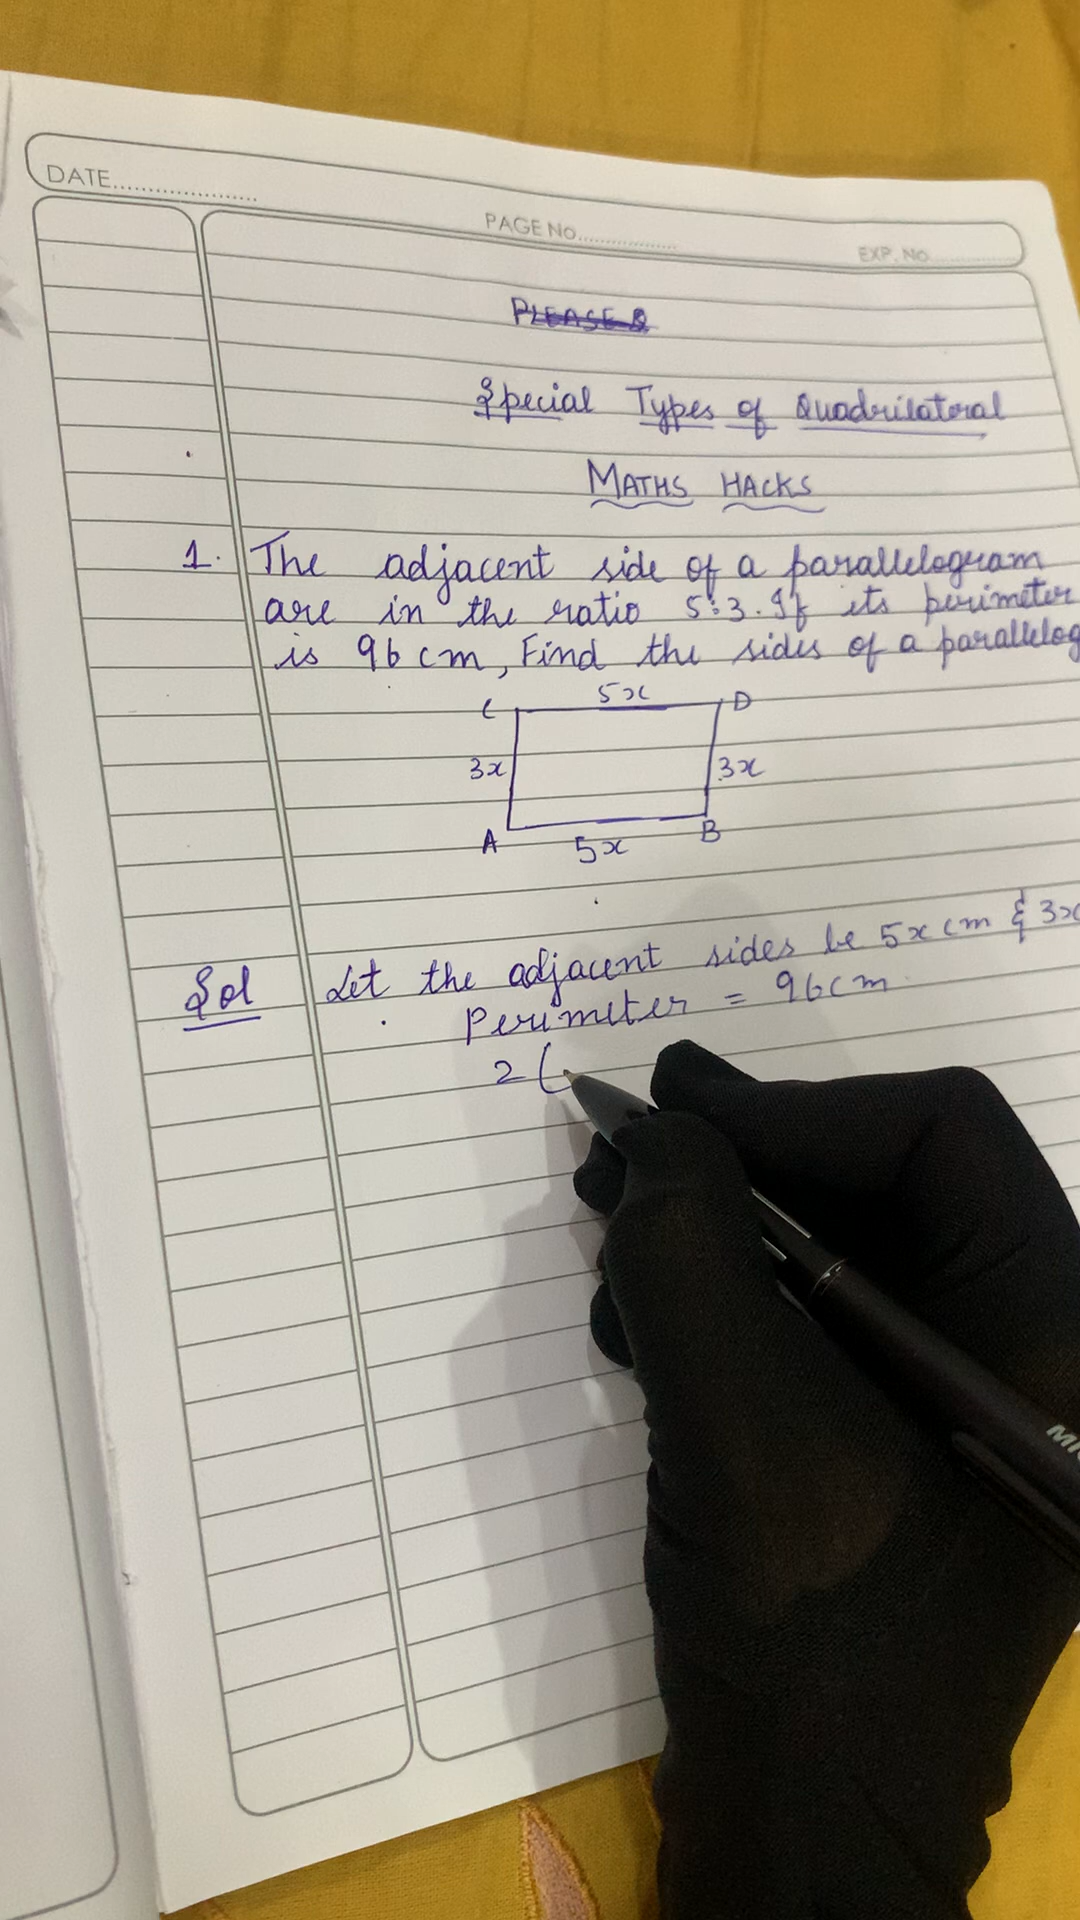 DATE
PAGE No.
EXP. NO.
PLEASE
Special Types of Quadrilatoral
MATHS HACKS
1. The adjacent side of a parallelogram
are in the ratio 5:3. If its perimeter
is 96 cm, Find the sides of a parallelog
C 5x D
3x 3x
A 5x B
Sol Let the adjacent sides be 5x cm & 3x
Perimeter = 96cm
2 (